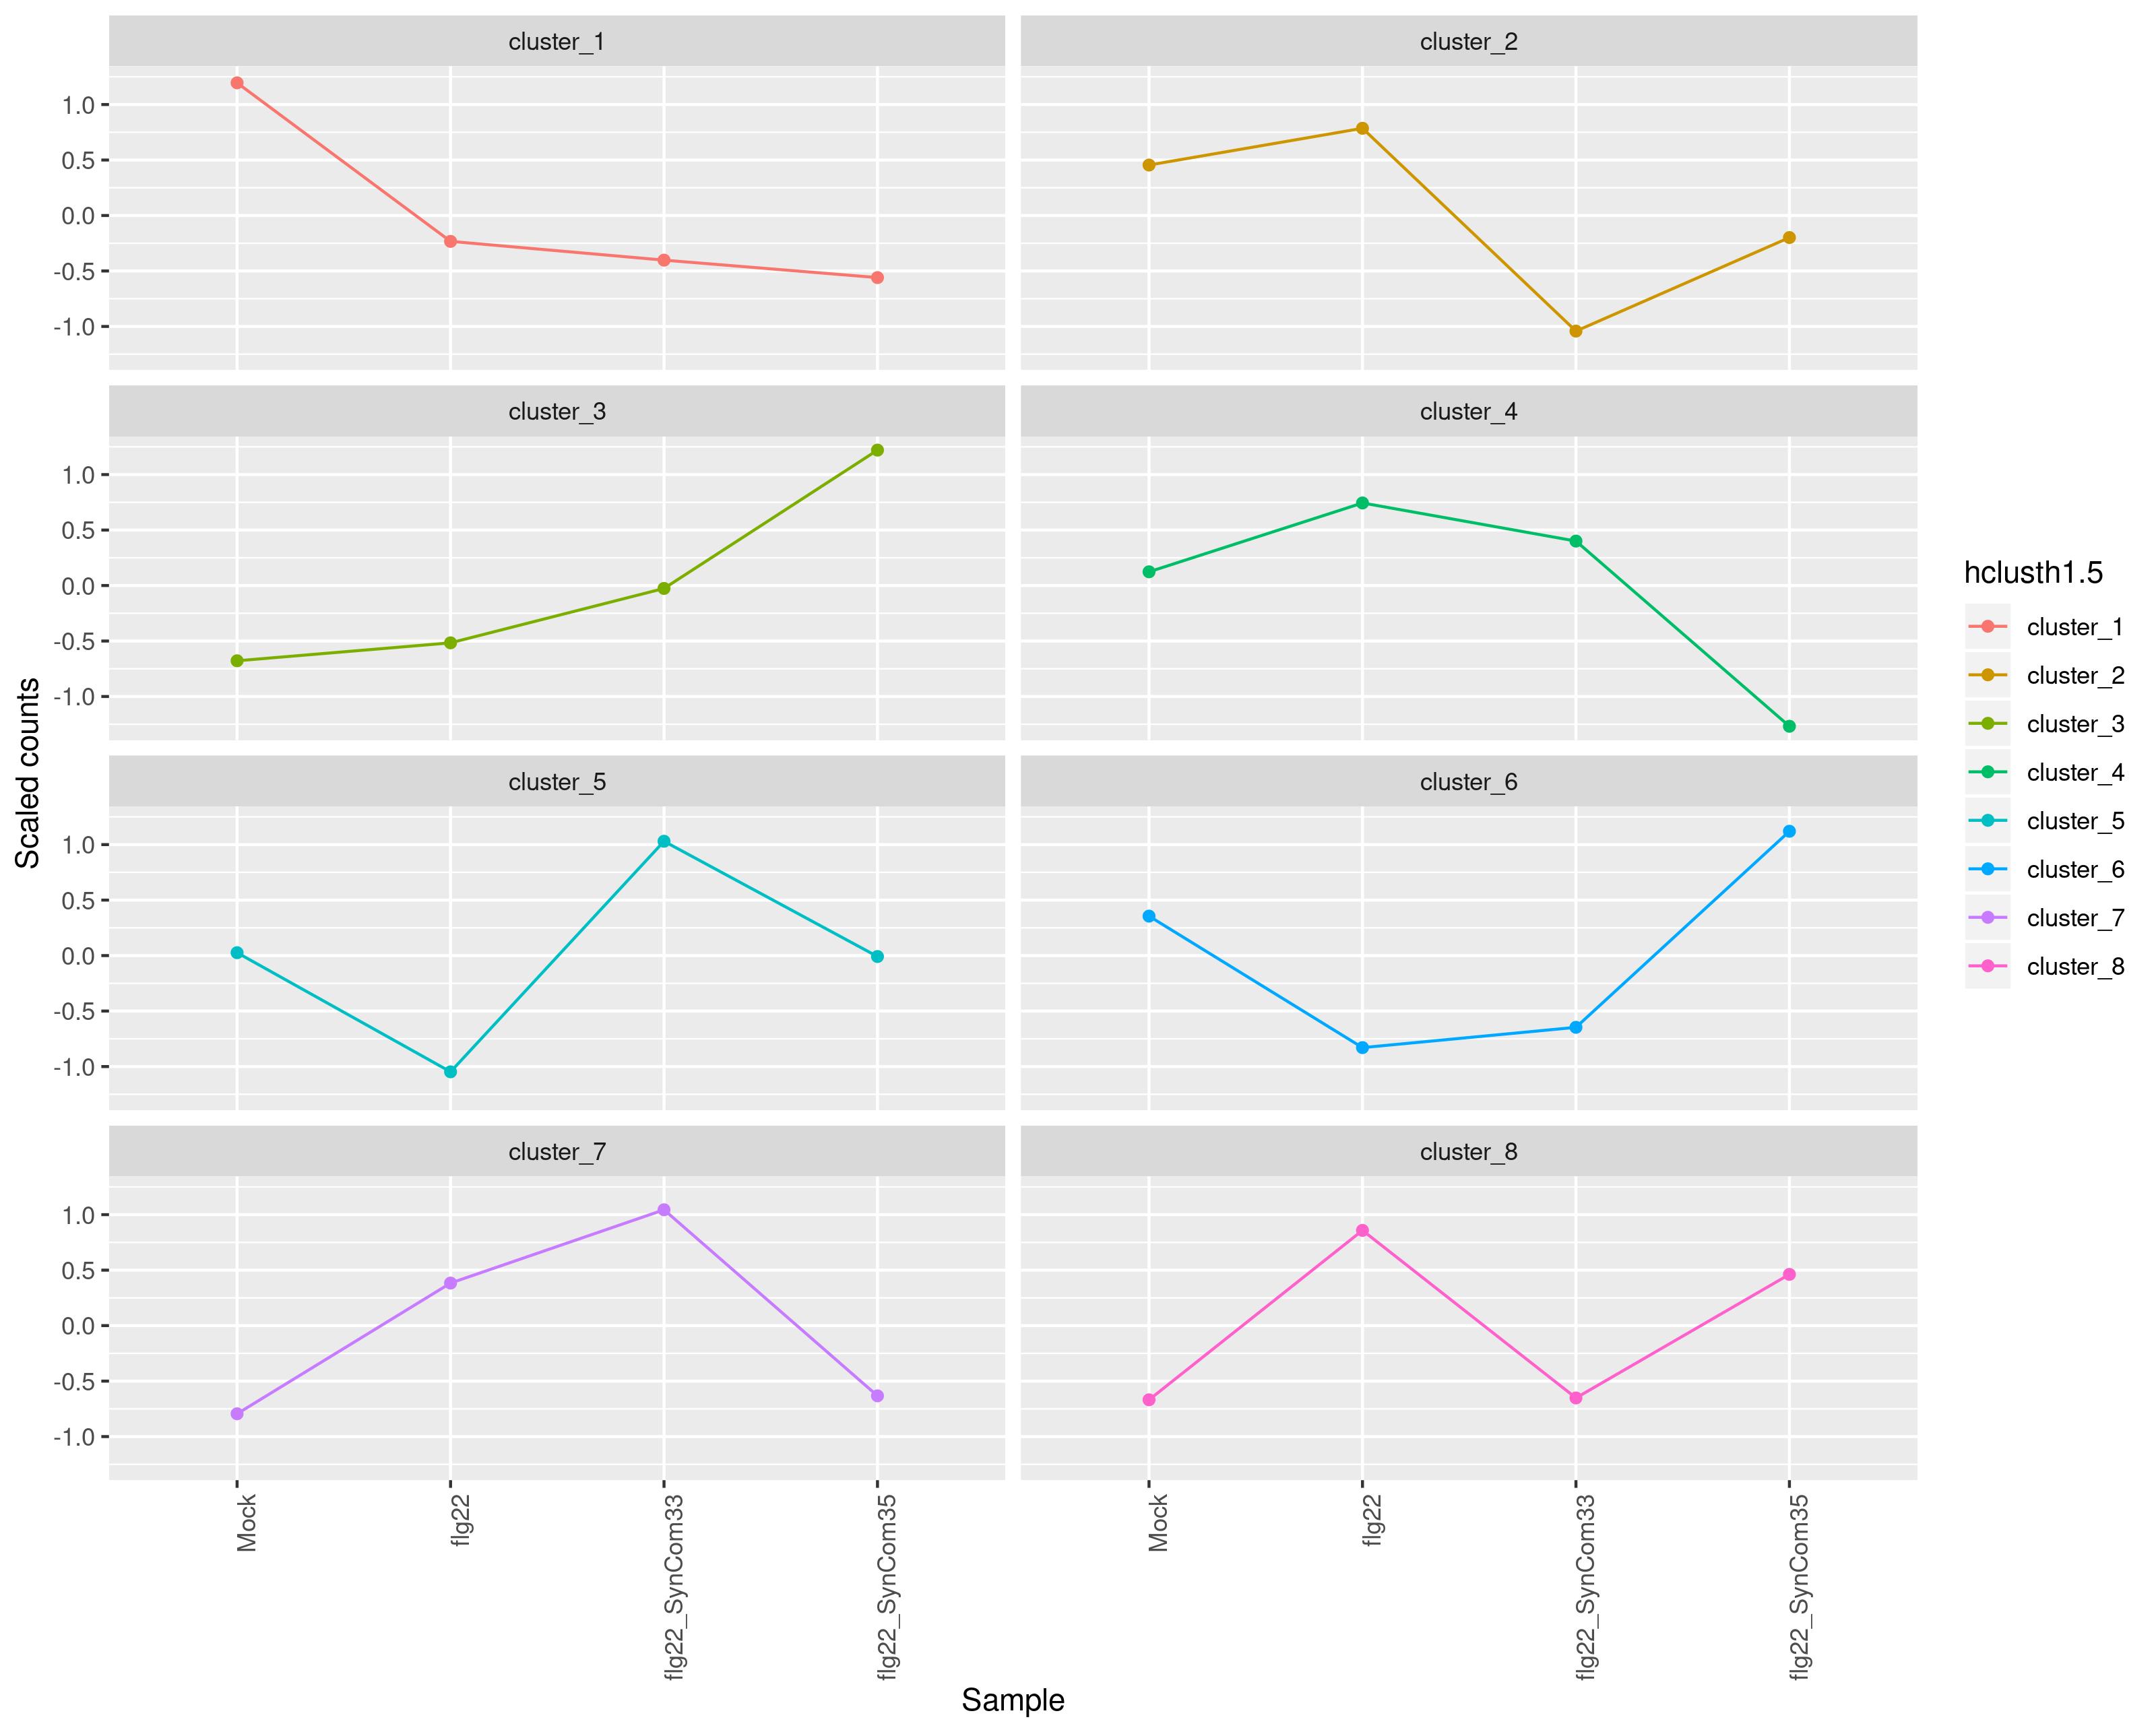 cluster_1
cluster_2
1.0
0.5
0.0
-0.5
-1.0
cluster_3
cluster_4
1.0
0.5
0.0
-0.5
-1.0
cluster_5
cluster_6
1.0
0.5
0.0
-0.5
-1.0
cluster_7
cluster_8
1.0
0.5
0.0
-0.5
-1.0
Scaled counts
Mock
flg22
flg22_SynCom33
flg22_SynCom35
Mock
flg22
flg22_SynCom33
flg22_SynCom35
Sample
hclusth1.5
cluster_1
cluster_2
cluster_3
cluster_4
cluster_5
cluster_6
cluster_7
cluster_8